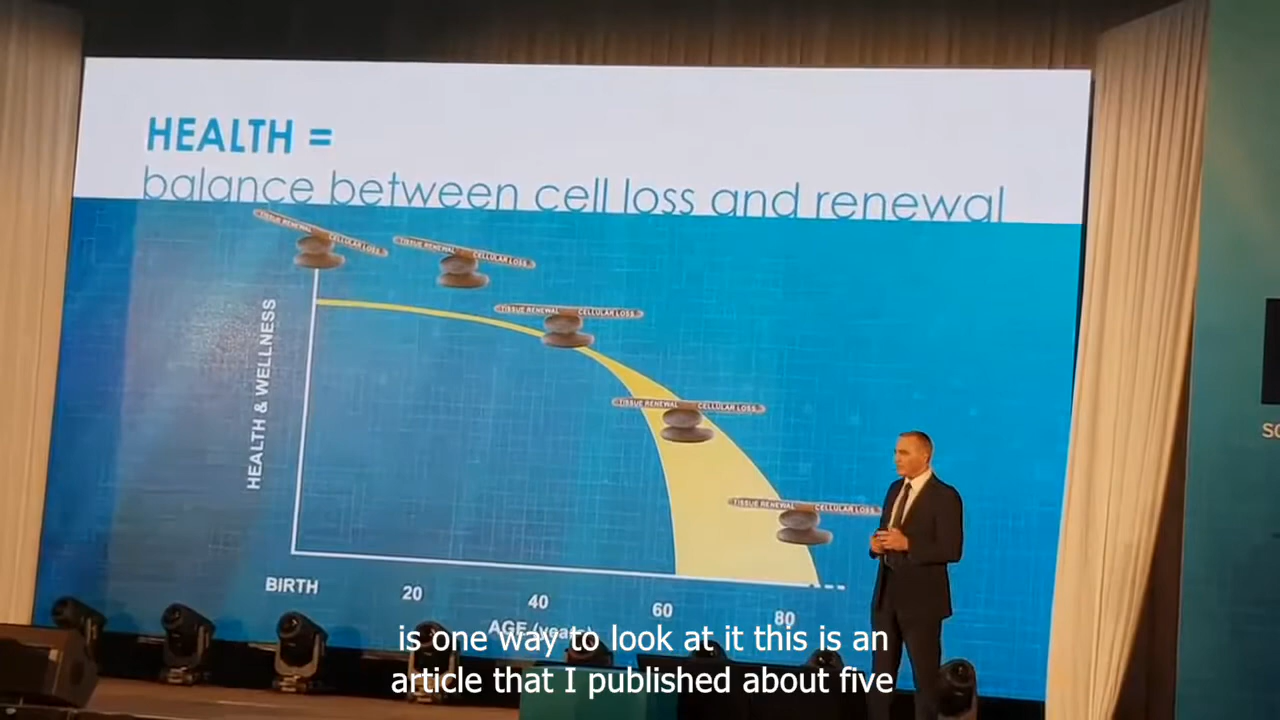 HEALTH =
balance between cell loss and renewal
TISSUE RENEWAL CELLULAR LOSS
TISSUE RENEWAL CELLULAR LOSS
TISSUE RENEWAL CELLULAR LOSS
TISSUE RENEWAL CELLULAR LOSS
TISSUE RENEWAL CELLULAR LOSS
HEALTH & WELLNESS
BIRTH 20 40 60 80
AGE (years)
is one way to look at it this is an
article that I published about five